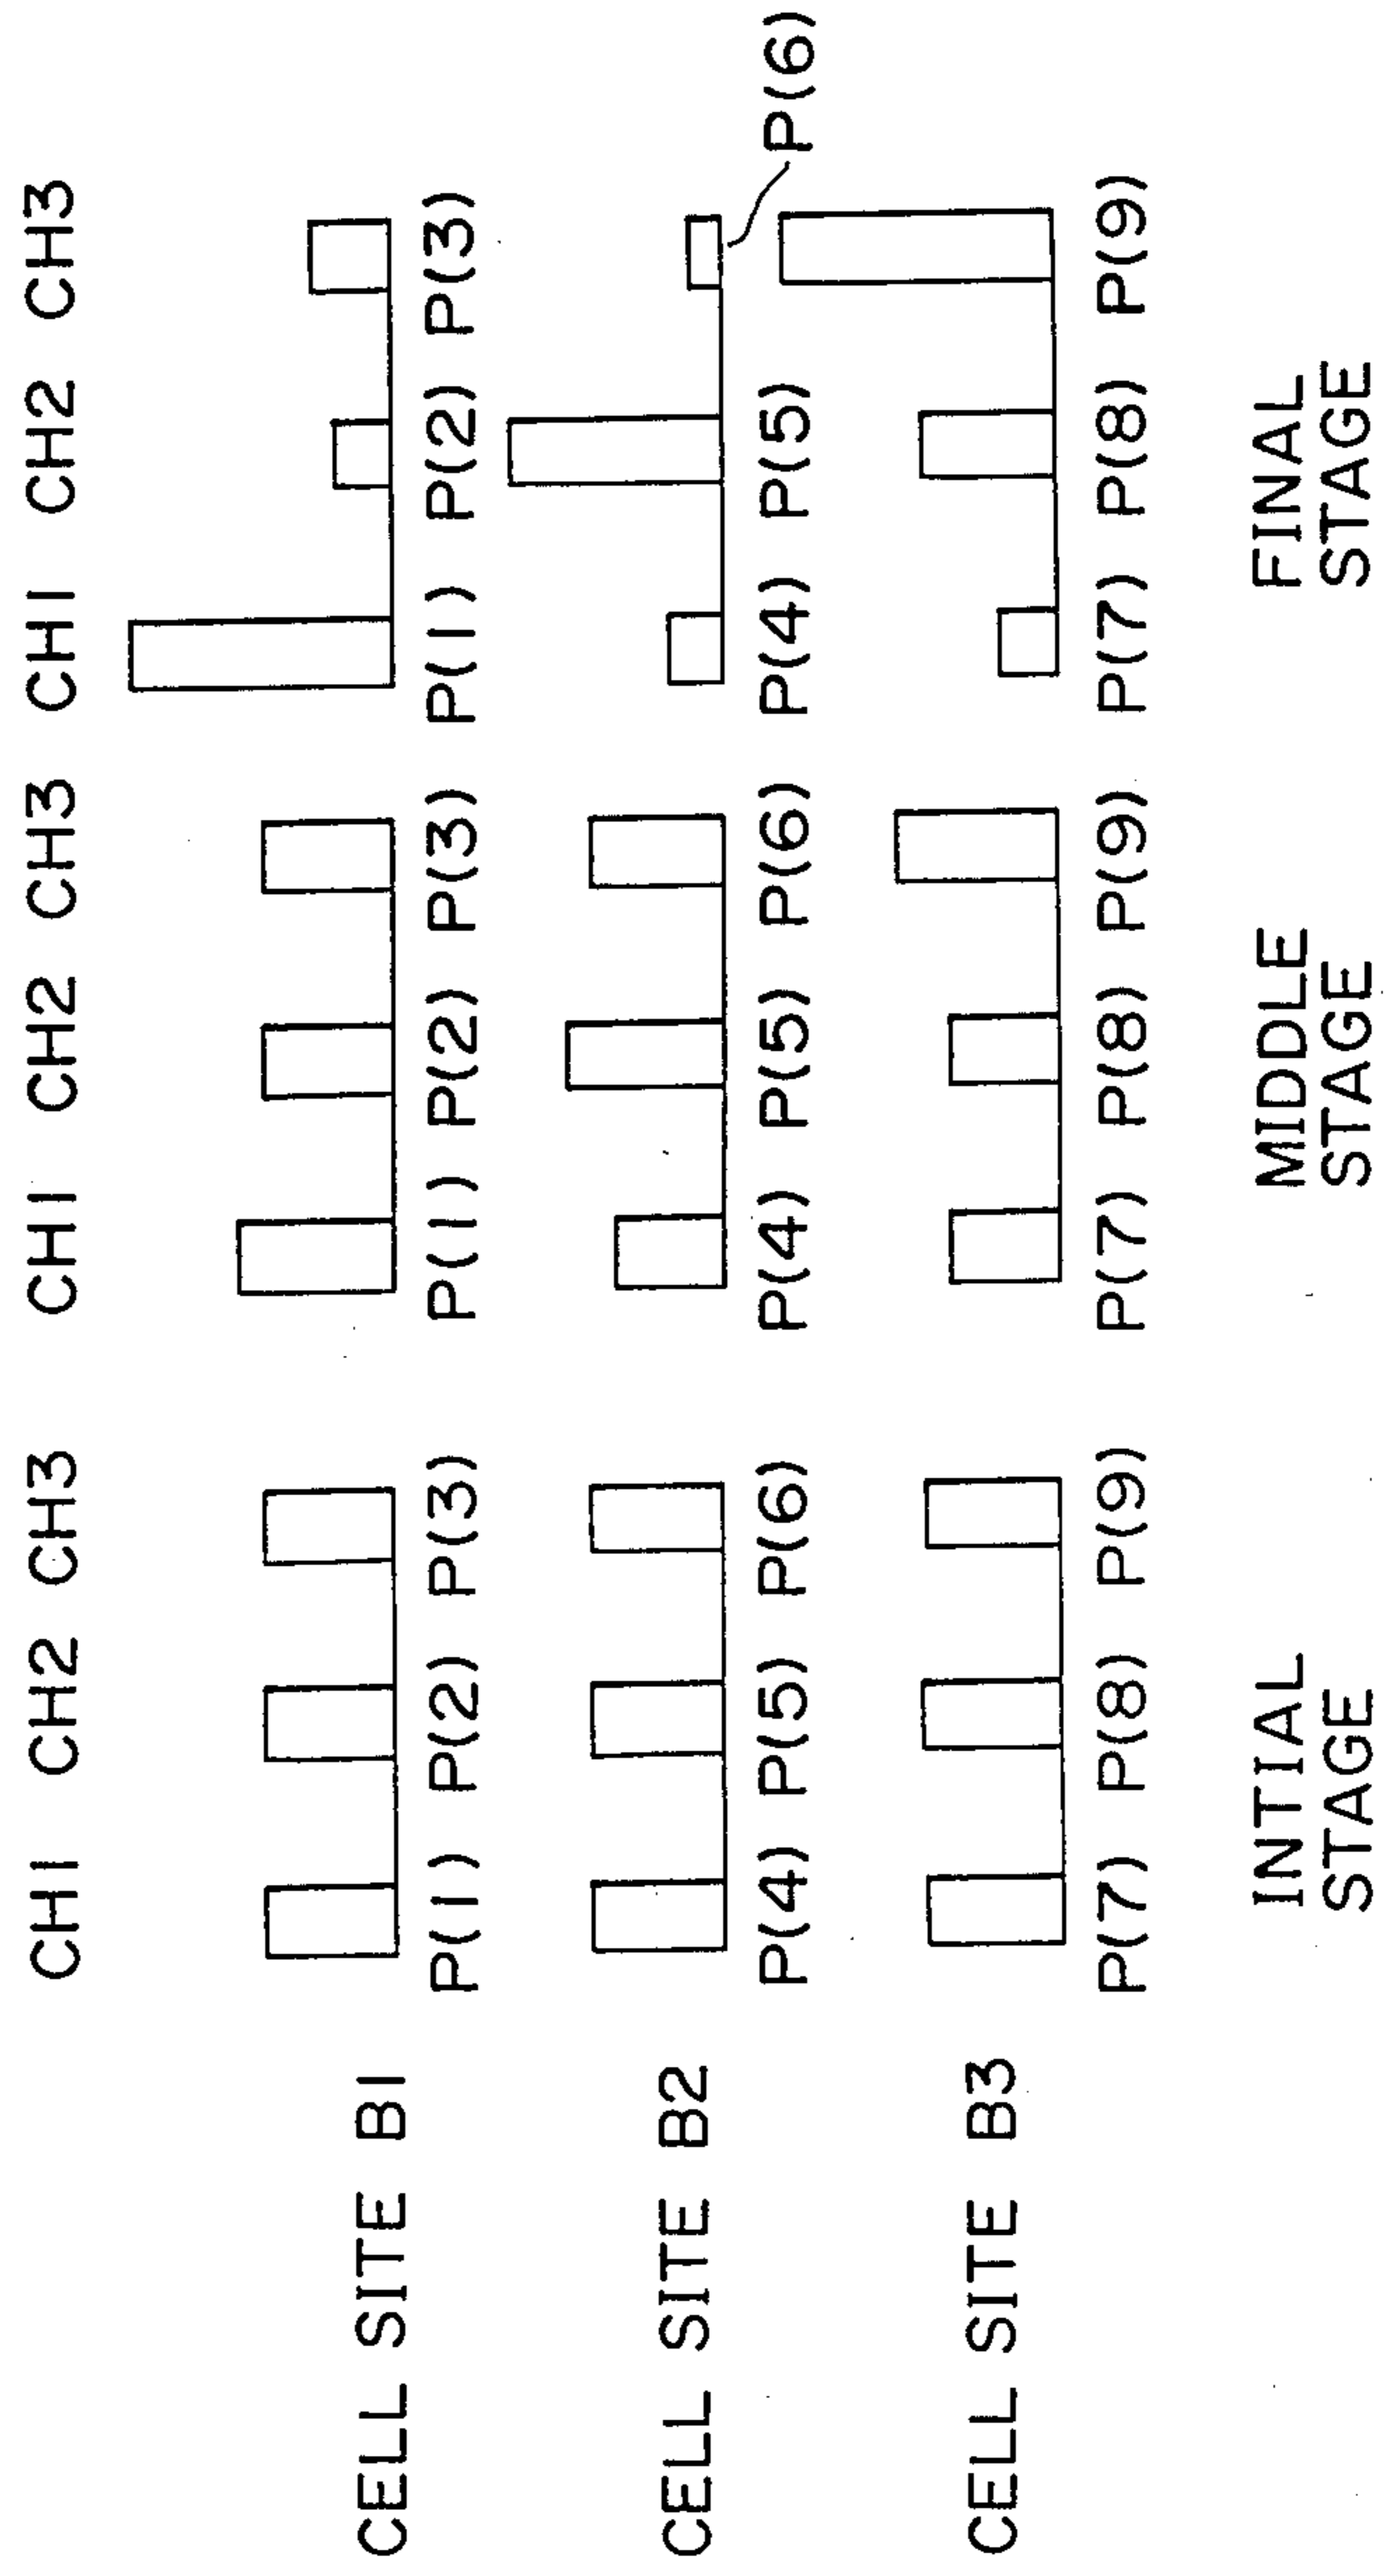 CH1 CH2 CH3 CH1 CH2 CH3 CH1 CH2 CH3
CELL SITE B1
P(1) P(2) P(3) P(1) P(2) P(3) P(1) P(2) P(3)
CELL SITE B2
P(4) P(5) P(6) P(4) P(5) P(6) P(4) P(5) P(6)
CELL SITE B3
P(7) P(8) P(9) P(7) P(8) P(9) P(7) P(8) P(9)
INTIAL STAGE
MIDDLE STAGE
FINAL STAGE